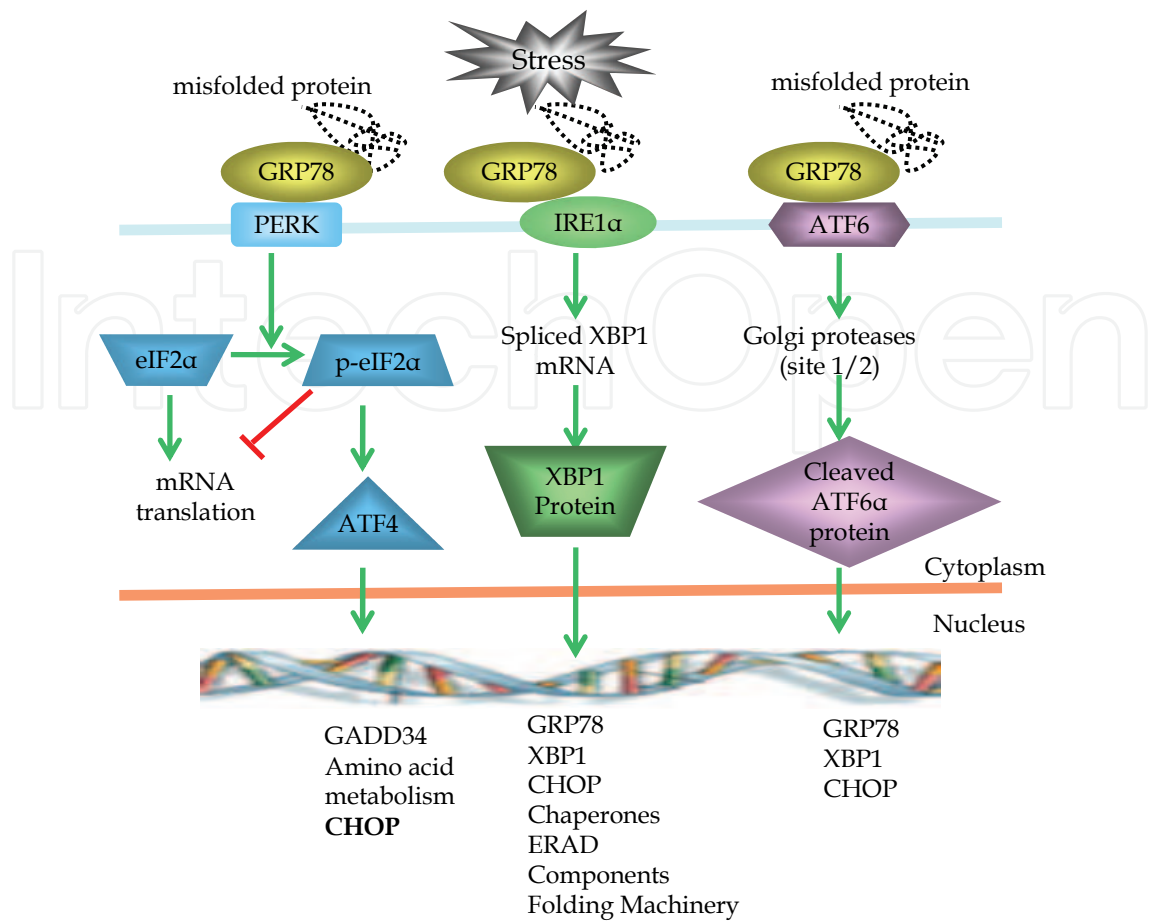 Stress
misfolded protein
misfolded protein
GRP78
GRP78
GRP78
PERK
IRE1α
ATF6
IntechOpen
eIF2α
p-eIF2α
Spliced XBP1
mRNA
Golgi proteases
(site 1/2)
mRNA
translation
ATF4
XBP1
Protein
Cleaved
ATF6α
protein
Cytoplasm
Nucleus
GADD34
Amino acid
metabolism
CHOP
GRP78
XBP1
CHOP
Chaperones
ERAD
Components
Folding Machinery
GRP78
XBP1
CHOP